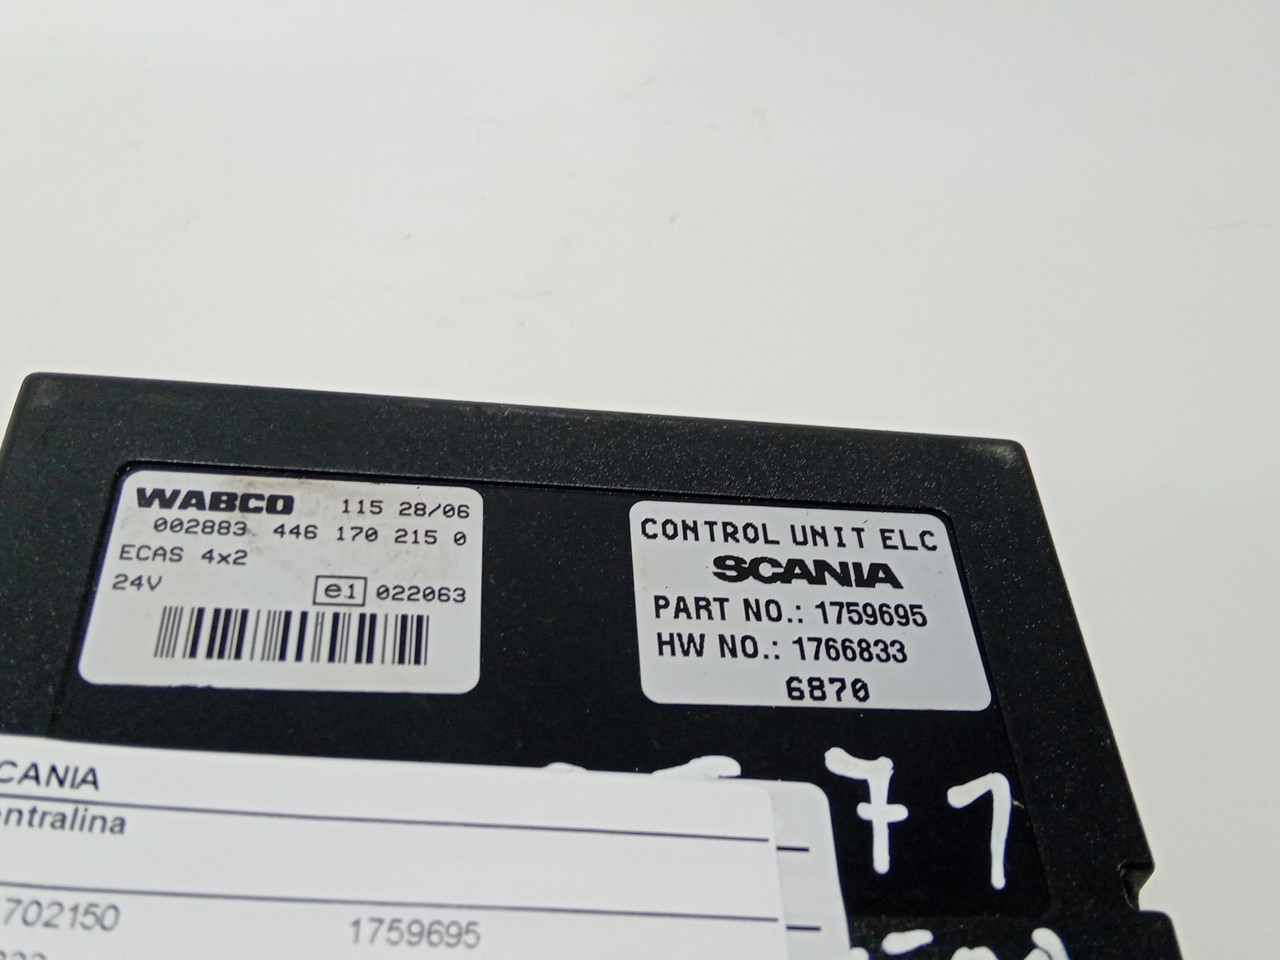 WABCO 115 28/06
002883 446 170 215 0
ECAS 4x2
24V e1 022063
CONTROL UNIT ELC
SCANIA
PART NO.: 1759695
HW NO.: 1766833
6870
71
CANIA
ntralina
702150 1759695